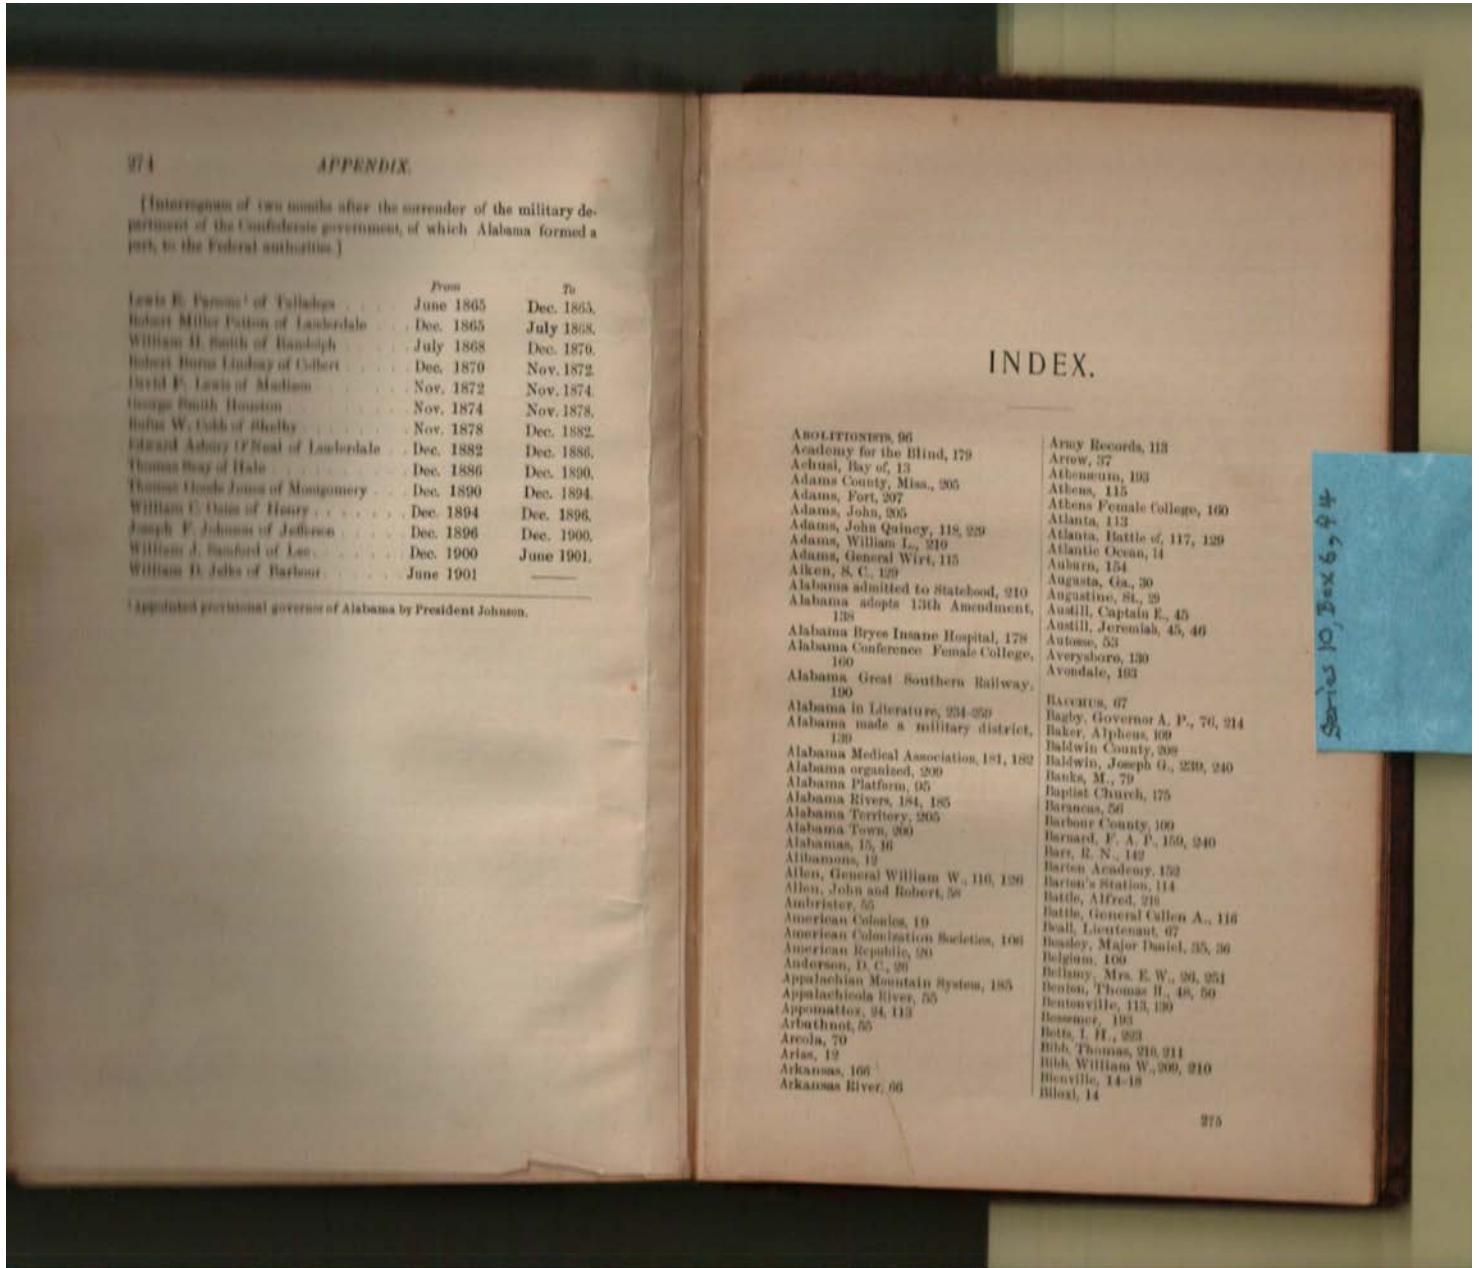 274 APPENDIX.
[Interregnum of two months after the surrender of the military de-
partment of the Confederate government, of which Alabama formed a
part, to the Federal authorities.]
From To
Lewis E. Parsons¹ of Talladega . . . . June 1865 Dec. 1865.
Robert Miller Patton of Lauderdale . . . Dec. 1865 July 1868.
William H. Smith of Randolph . . . . . July 1868 Dec. 1870.
Robert Burns Lindsay of Colbert . . . . . Dec. 1870 Nov. 1872.
David P. Lewis of Madison . . . . . . Nov. 1872 Nov. 1874.
George Smith Houston . . . . . . . Nov. 1874 Nov. 1878.
Rufus W. Cobb of Shelby . . . . . . . Nov. 1878 Dec. 1882.
Edward Asbury O'Neal of Lauderdale . . Dec. 1882 Dec. 1886.
Thomas Seay of Hale . . . . . . . . Dec. 1886 Dec. 1890.
Thomas Goode Jones of Montgomery . . . Dec. 1890 Dec. 1894.
William C. Oates of Henry . . . . . . . Dec. 1894 Dec. 1896.
Joseph F. Johnson of Jefferson . . . . . Dec. 1896 Dec. 1900.
William J. Samford of Lee . . . . . . . Dec. 1900 June 1901.
William D. Jelks of Barbour . . . . . . June 1901 ——
¹ Appointed provisional governor of Alabama by President Johnson.
INDEX.
ABOLITIONISTS, 96
Academy for the Blind, 179
Achusi, Bay of, 13
Adams County, Miss., 205
Adams, Fort, 207
Adams, John, 205
Adams, John Quincy, 118, 229
Adams, William L., 210
Adams, General Wirt, 115
Aiken, S. C., 129
Alabama admitted to Statehood, 210
Alabama adopts 13th Amendment,
138
Alabama Bryce Insane Hospital, 178
Alabama Conference Female College,
160
Alabama Great Southern Railway,
190
Alabama in Literature, 234-259
Alabama made a military district,
139
Alabama Medical Association, 181, 182
Alabama organized, 209
Alabama Platform, 95
Alabama Rivers, 184, 185
Alabama Territory, 205
Alabama Town, 200
Alabamas, 15, 16
Alibamons, 12
Allen, General William W., 116, 126
Allen, John and Robert, 58
Ambrister, 55
American Colonies, 19
American Colonization Societies, 106
American Republic, 20
Anderson, D. C., 26
Appalachian Mountain System, 185
Appalachicola River, 55
Appomattox, 94, 113
Arbuthnot, 55
Arcola, 70
Arias, 12
Arkansas, 166
Arkansas River, 66
Army Records, 113
Arrow, 37
Athenæum, 193
Athens, 115
Athens Female College, 160
Atlanta, 113
Atlanta, Battle of, 117, 129
Atlantic Ocean, 14
Auburn, 154
Augusta, Ga., 30
Augustine, St., 29
Austill, Captain E., 45
Austill, Jeremiah, 45, 46
Autosse, 53
Averysboro, 130
Avondale, 193
BACCHUS, 67
Bagby, Governor A. P., 76, 214
Baker, Alpheus, 109
Baldwin County, 208
Baldwin, Joseph G., 239, 240
Banks, M., 79
Baptist Church, 175
Barancas, 56
Barbour County, 109
Barnard, F. A. P., 159, 240
Barr, R. N., 142
Barton Academy, 152
Barton's Station, 114
Battle, Alfred, 216
Battle, General Cullen A., 116
Beall, Lieutenant, 67
Beasley, Major Daniel, 35, 36
Belgium, 100
Bellamy, Mrs. E. W., 26, 251
Benton, Thomas H., 48, 50
Bentonville, 113, 130
Bessemer, 193
Betts, I. H., 223
Bibb, Thomas, 210, 211
Bibb, William W., 209, 210
Bienville, 14-18
Biloxi, 14
275
Series 10, Box 6, 94